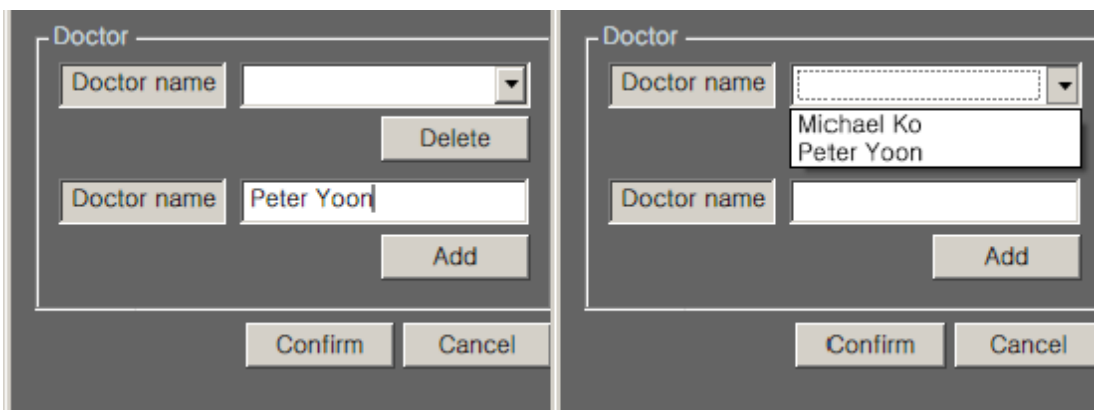 Doctor
Doctor name
Delete
Doctor name Peter Yoon
Add
Confirm Cancel
Doctor
Doctor name
Michael Ko
Peter Yoon
Doctor name
Add
Confirm Cancel